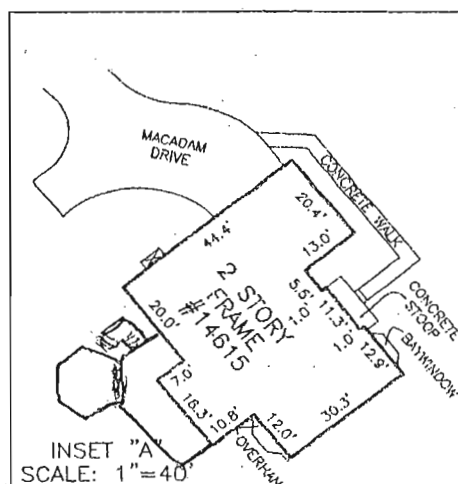 MACADAM
DRIVE
CONCRETE WALK
20.4'
13.0'
44.4'
5.5'
1.0'
11.3'
1.0'
12.9'
CONCRETE
STOOP
BAYWINDOW
2 STORY
FRAME
#14615
20.0'
7.9'
18.3'
10.8'
12.0'
30.3'
OVERHAN
INSET "A"
SCALE: 1"=40'